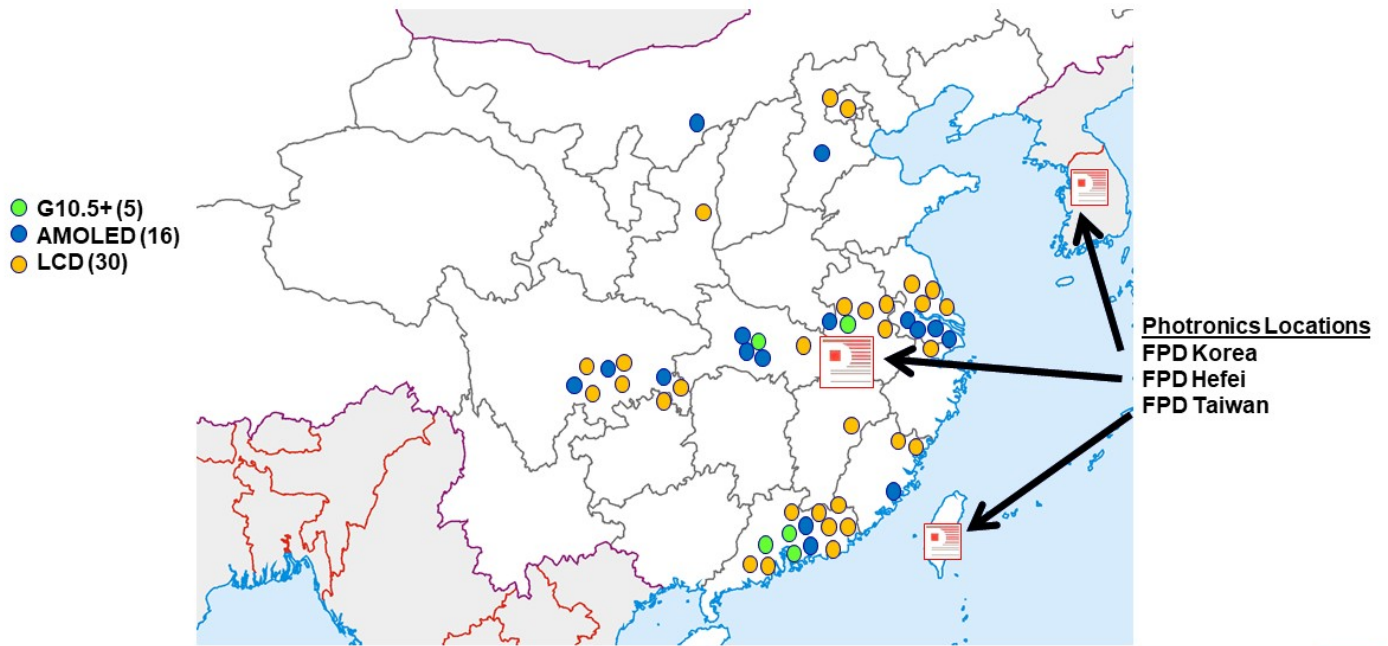 G10.5+ (5)
AMOLED (16)
LCD (30)
Photronics Locations
FPD Korea
FPD Hefei
FPD Taiwan